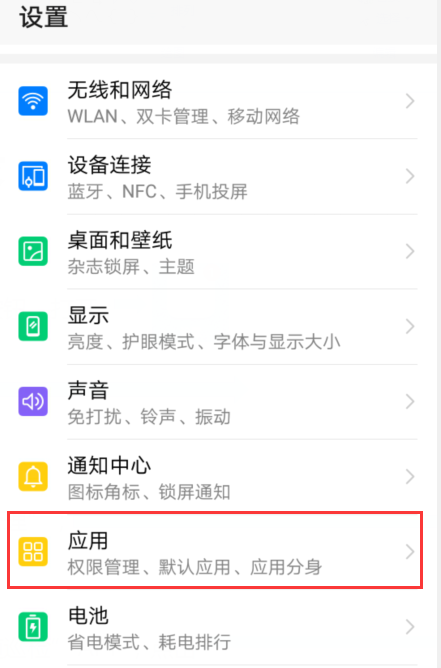 设置
无线和网络
WLAN、双卡管理、移动网络
设备连接
蓝牙、NFC、手机投屏
桌面和壁纸
杂志锁屏、主题
显示
亮度、护眼模式、字体与显示大小
声音
免打扰、铃声、振动
通知中心
图标角标、锁屏通知
应用
权限管理、默认应用、应用分身
电池
省电模式、耗电排行